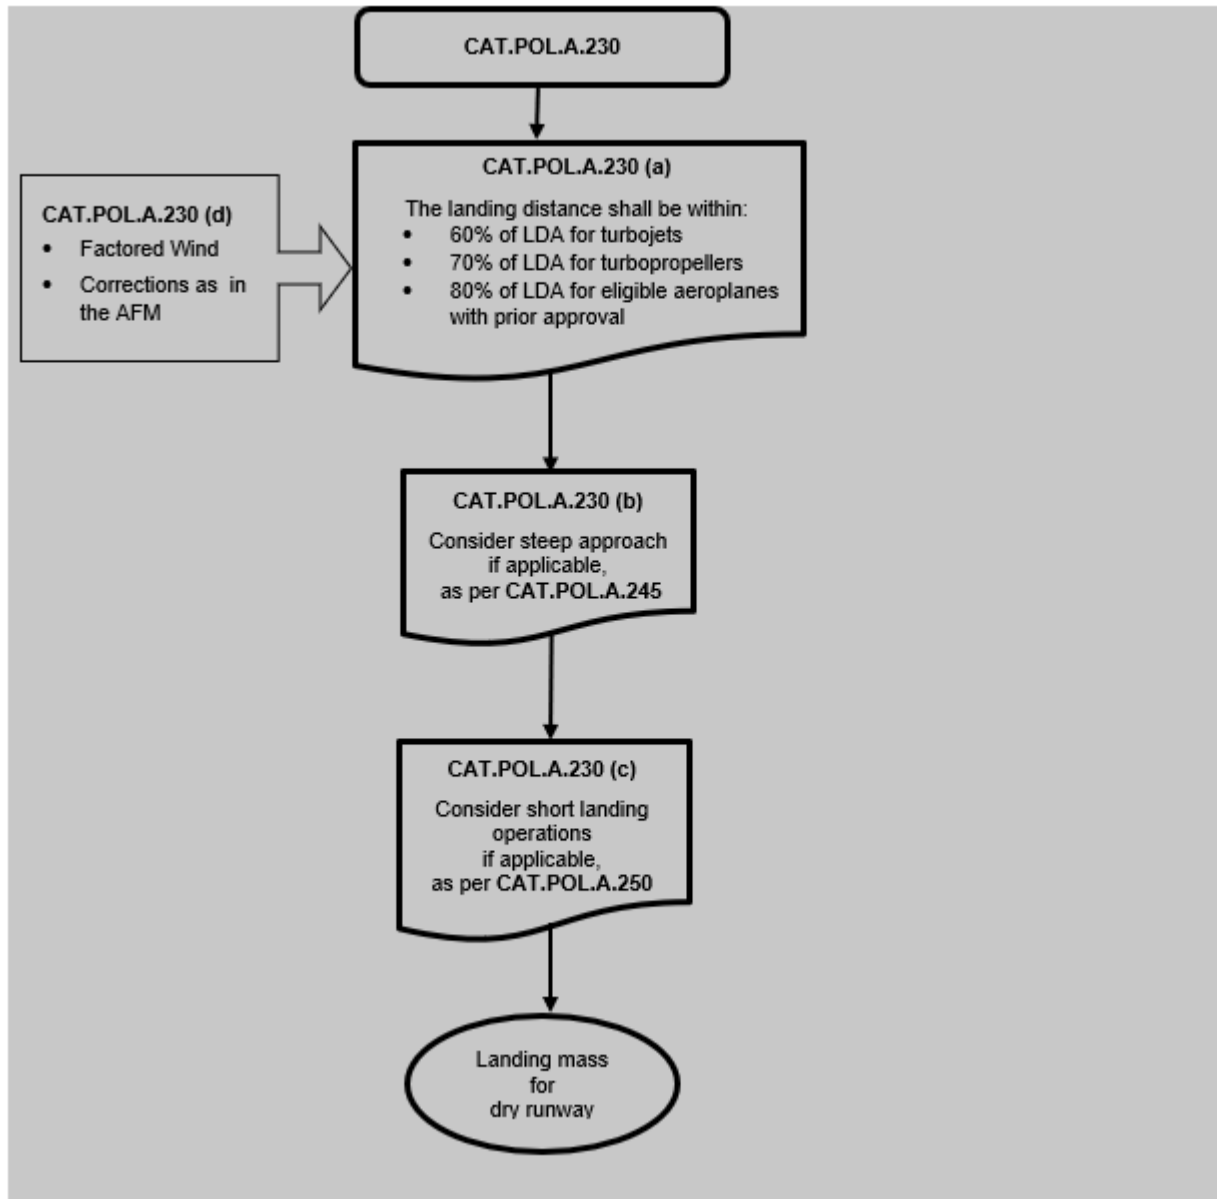 CAT.POL.A.230
CAT.POL.A.230 (a)
The landing distance shall be within:
• 60% of LDA for turbojets
• 70% of LDA for turbopropellers
• 80% of LDA for eligible aeroplanes
with prior approval
CAT.POL.A.230 (d)
• Factored Wind
• Corrections as in
the AFM
CAT.POL.A.230 (b)
Consider steep approach
if applicable,
as per CAT.POL.A.245
CAT.POL.A.230 (c)
Consider short landing
operations
if applicable,
as per CAT.POL.A.250
Landing mass
for
dry runway